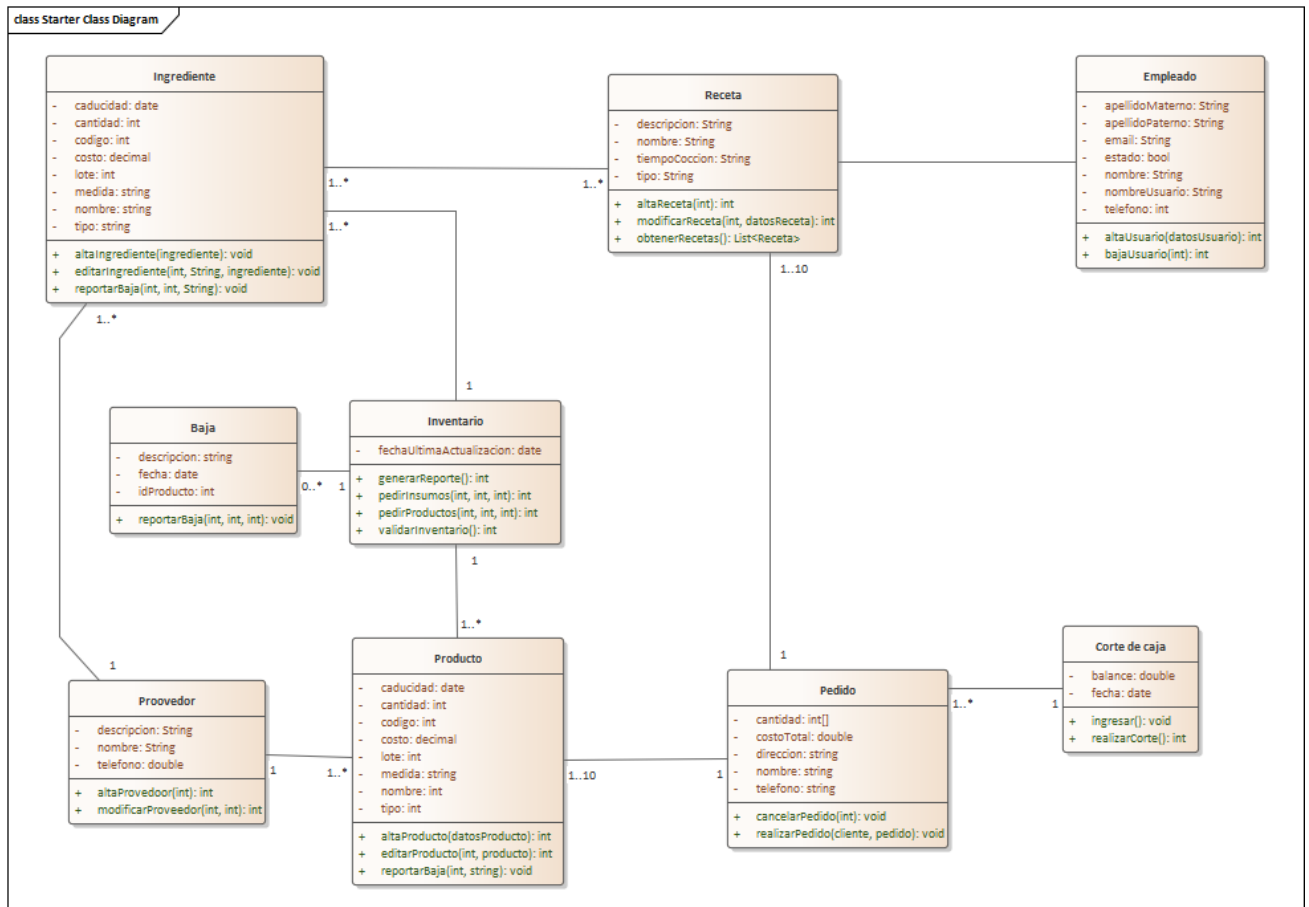 class Starter Class Diagram
Ingrediente
- caducidad: date
- cantidad: int
- codigo: int
- costo: decimal
- lote: int
- medida: string
- nombre: string
- tipo: string
+ altaIngrediente(ingrediente): void
+ editarIngrediente(int, String, ingrediente): void
+ reportarBaja(int, int, String): void
Receta
- descripcion: String
- nombre: String
- tiempoCoccion: String
- tipo: String
+ altaReceta(int): int
+ modificarReceta(int, datosReceta): int
+ obtenerRecetas(): List<Receta>
Empleado
- apellidoMaterno: String
- apellidoPaterno: String
- email: String
- estado: bool
- nombre: String
- nombreUsuario: String
- telefono: int
+ altaUsuario(datosUsuario): int
+ bajaUsuario(int): int
1..*
1..*
1..*
1..10
1..*
1
Baja
- descripcion: string
- fecha: date
- idProducto: int
+ reportarBaja(int, int, int): void
0..*
1
Inventario
- fechaUltimaActualizacion: date
+ generarReporte(): int
+ pedirInsumos(int, int, int): int
+ pedirProductos(int, int, int): int
+ validarInventario(): int
1
1..*
1
1
Proovedor
- descripcion: String
- nombre: String
- telefono: double
+ altaProvedoor(int): int
+ modificarProveedor(int, int): int
1
1..*
Producto
- caducidad: date
- cantidad: int
- codigo: int
- costo: decimal
- lote: int
- medida: string
- nombre: int
- tipo: int
+ altaProducto(datosProducto): int
+ editarProducto(int, producto): int
+ reportarBaja(int, string): void
1..10
1
Pedido
- cantidad: int[]
- costoTotal: double
- direccion: string
- nombre: string
- telefono: string
+ cancelarPedido(int): void
+ realizarPedido(cliente, pedido): void
1..*
1
Corte de caja
- balance: double
- fecha: date
+ ingresar(): void
+ realizarCorte(): int